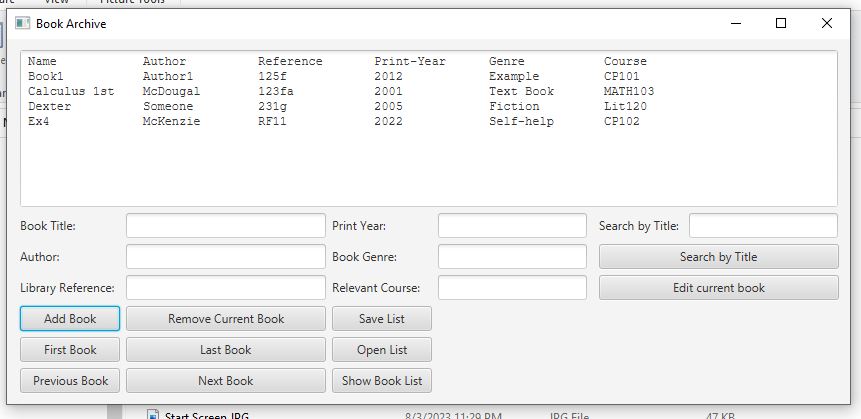 View Picture Tools
Book Archive
Name Author Reference Print-Year Genre Course
Book1 Author1 125f 2012 Example CP101
Calculus 1st McDougal 123fa 2001 Text Book MATH103
Dexter Someone 231g 2005 Fiction Lit120
Ex4 McKenzie RF11 2022 Self-help CP102
Book Title: Print Year: Search by Title:
Author: Book Genre: Search by Title
Library Reference: Relevant Course: Edit current book
Add Book Remove Current Book Save List
First Book Last Book Open List
Previous Book Next Book Show Book List
Start Screen.JPG 8/3/2023 11:29 PM JPG File 47 KB